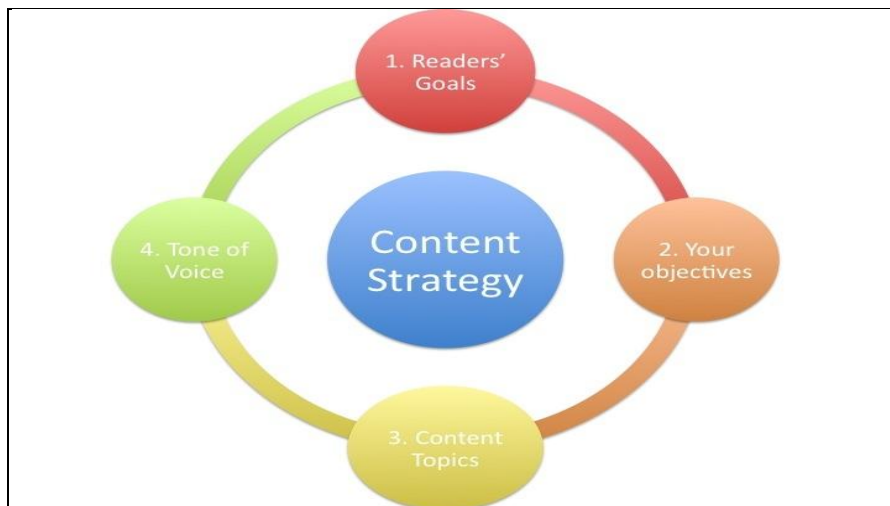 1. Readers’
Goals
2. Your
objectives
3. Content
Topics
4. Tone of
Voice
Content
Strategy